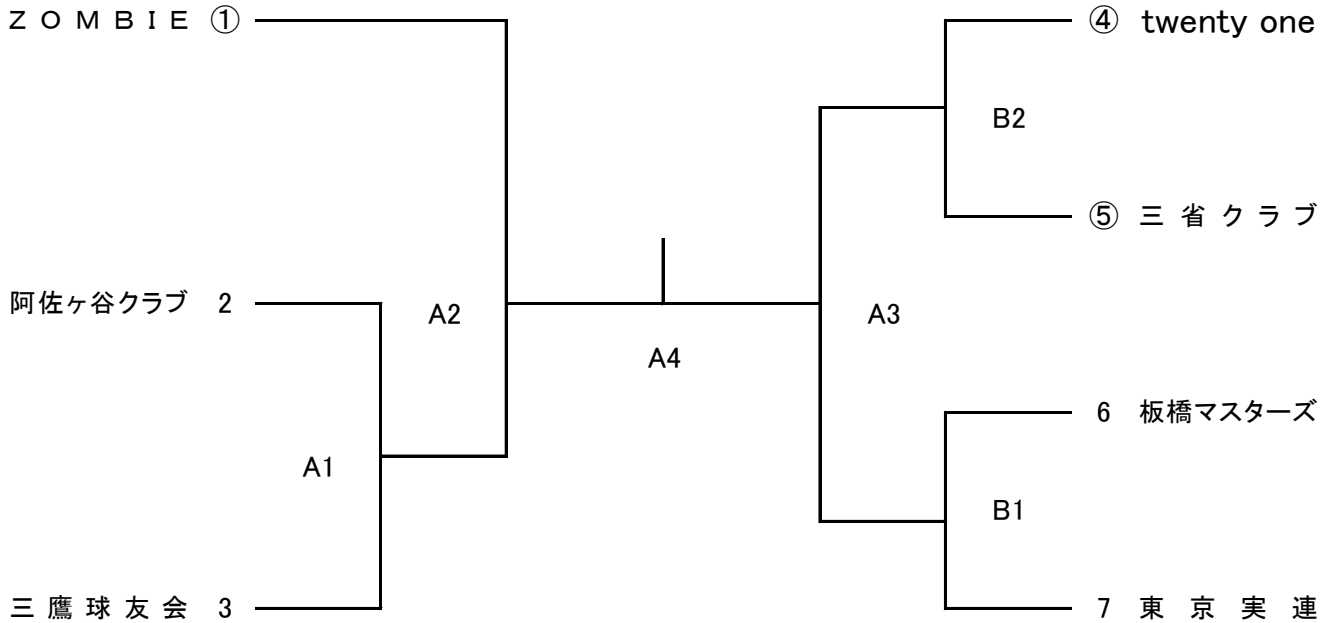 ZOMBIE ①
④ twenty one
B2
⑤ 三省クラブ
阿佐ヶ谷クラブ 2
A2
A3
A4
6 板橋マスターズ
A1
B1
三鷹球友会 3
7 東京実連